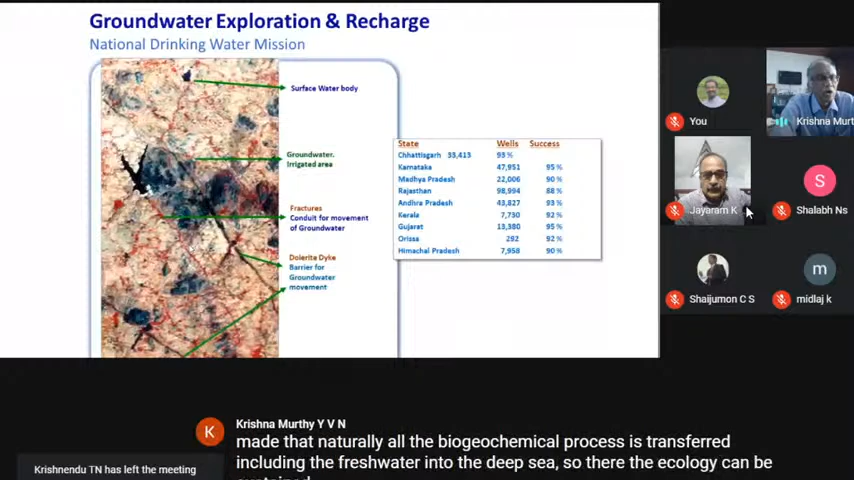 Groundwater Exploration & Recharge
National Drinking Water Mission
Surface Water body
Groundwater.
Irrigated area
Fractures
Conduit for movement
of Groundwater
Dolerite Dyke
Barrier for
Groundwater
movement
State Wells Success
Chhattisgarh 33,413 93 %
Karnataka 47,951 95 %
Madhya Pradesh 22,006 90 %
Rajasthan 98,994 88 %
Andhra Pradesh 43,827 93 %
Kerala 7,730 92 %
Gujarat 13,380 95 %
Orissa 292 92 %
Himachal Pradesh 7,958 90 %
You
Krishna Murt
Jayaram K
S
Shalabh Ns
Shaijumon C S
m
midlaj k
K
Krishna Murthy Y V N
made that naturally all the biogeochemical process is transferred
including the freshwater into the deep sea, so there the ecology can be
Krishnendu TN has left the meeting